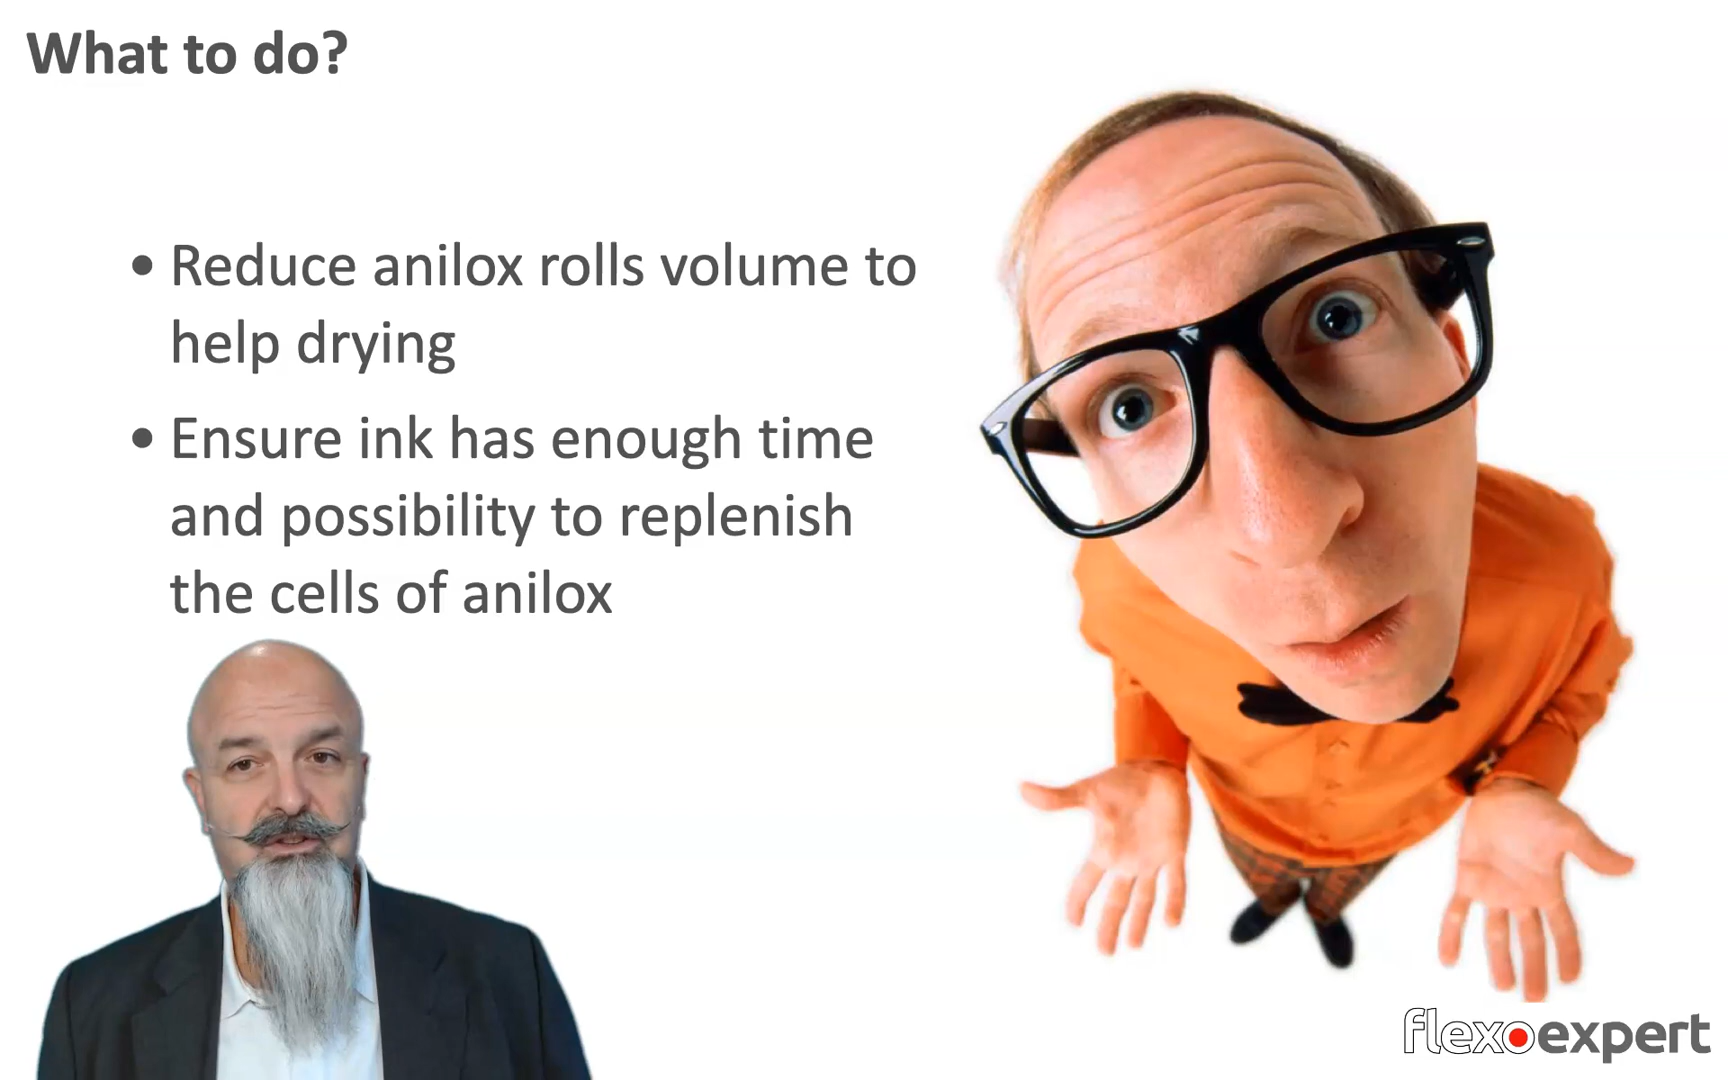 What to do?
• Reduce anilox rolls volume to
help drying
• Ensure ink has enough time
and possibility to replenish
the cells of anilox
flexoexpert